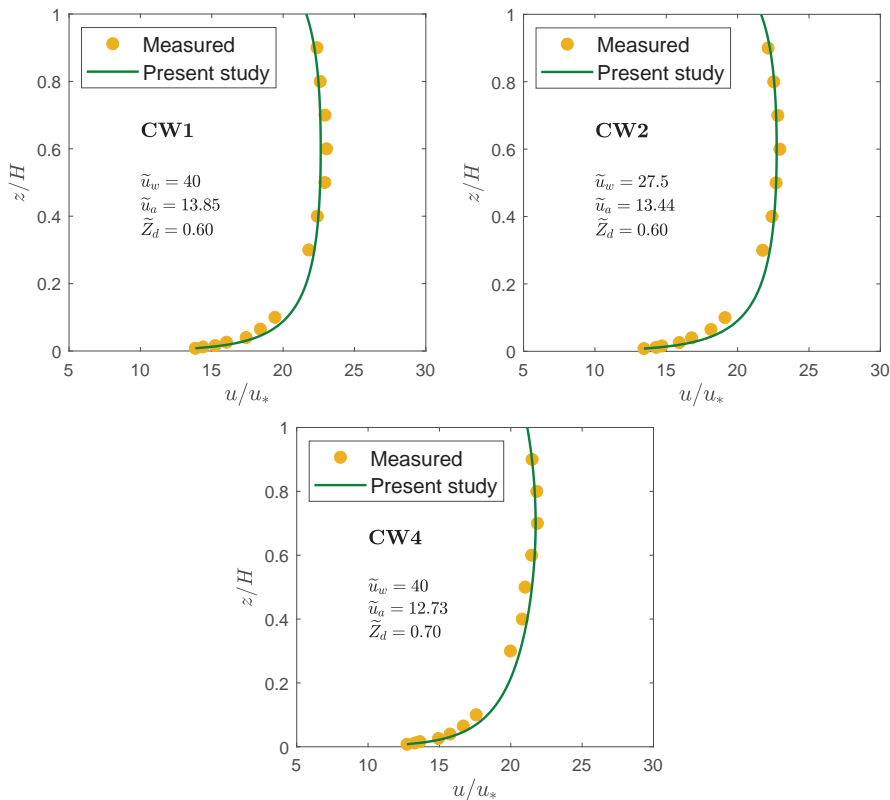 Measured
Present study
CW1
ũ_w = 40
ũ_a = 13.85
Z̃_d = 0.60
1
0.8
0.6
0.4
0.2
0
5 10 15 20 25 30
z/H
u/u_*
Measured
Present study
CW2
ũ_w = 27.5
ũ_a = 13.44
Z̃_d = 0.60
1
0.8
0.6
0.4
0.2
0
5 10 15 20 25 30
z/H
u/u_*
Measured
Present study
CW4
ũ_w = 40
ũ_a = 12.73
Z̃_d = 0.70
1
0.8
0.6
0.4
0.2
0
5 10 15 20 25 30
z/H
u/u_*